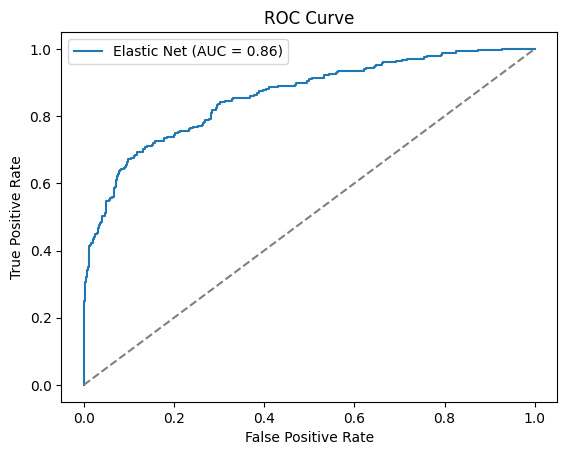 ROC Curve
Elastic Net (AUC = 0.86)
True Positive Rate
1.0
0.8
0.6
0.4
0.2
0.0
0.0 0.2 0.4 0.6 0.8 1.0
False Positive Rate